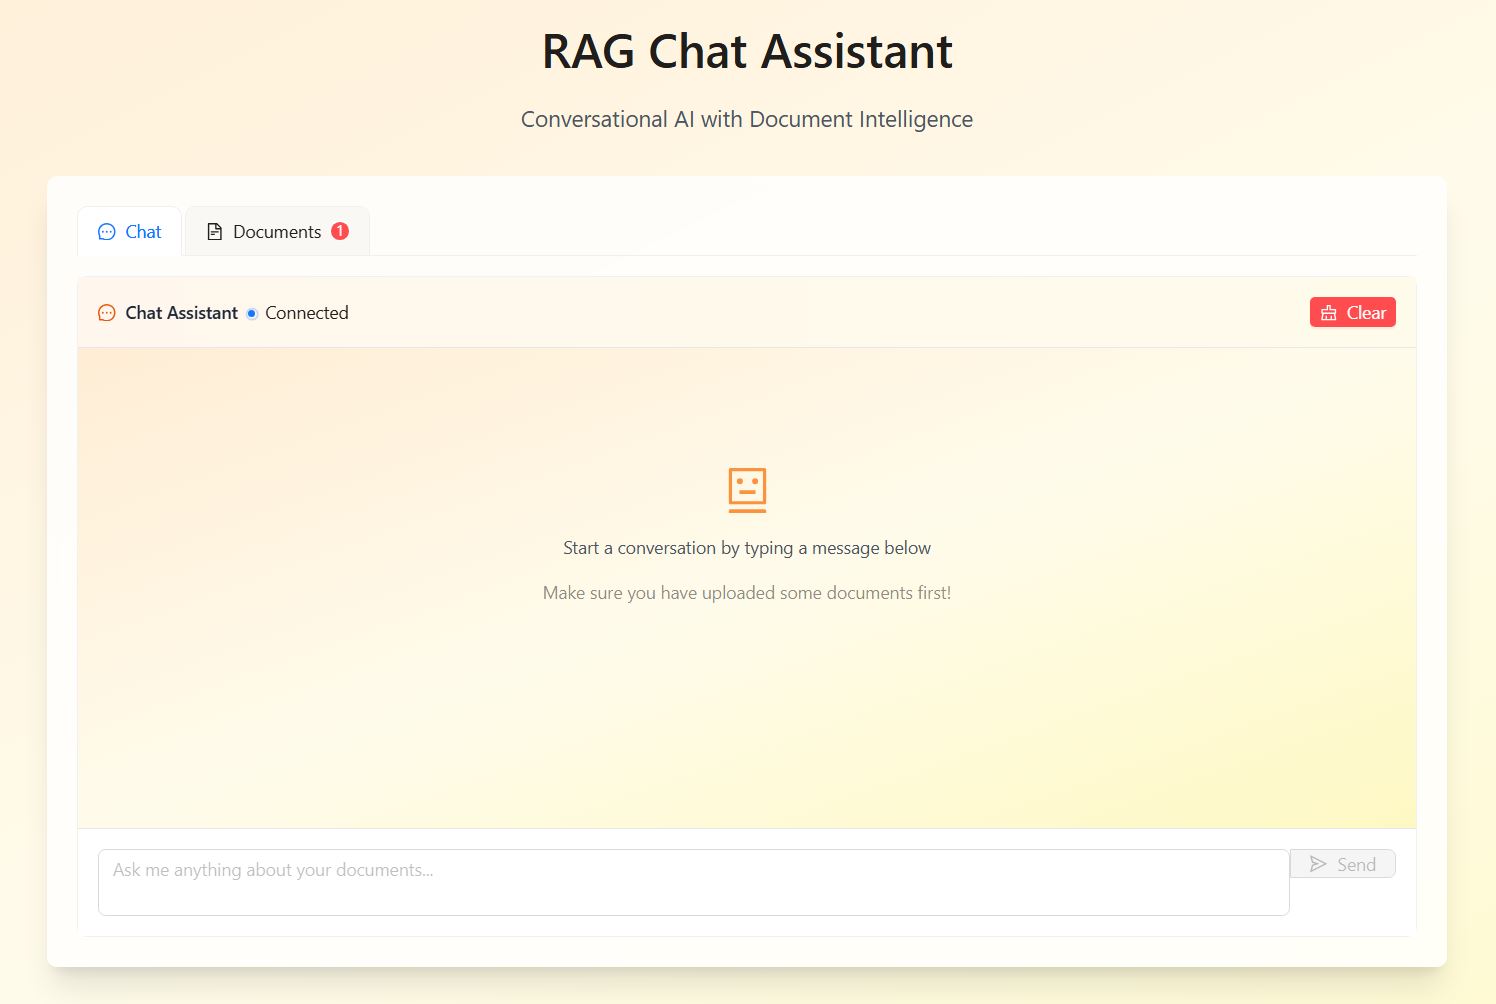 RAG Chat Assistant
Conversational AI with Document Intelligence
Chat
Documents 1
Chat Assistant Connected
Clear
Start a conversation by typing a message below
Make sure you have uploaded some documents first!
Ask me anything about your documents...
Send